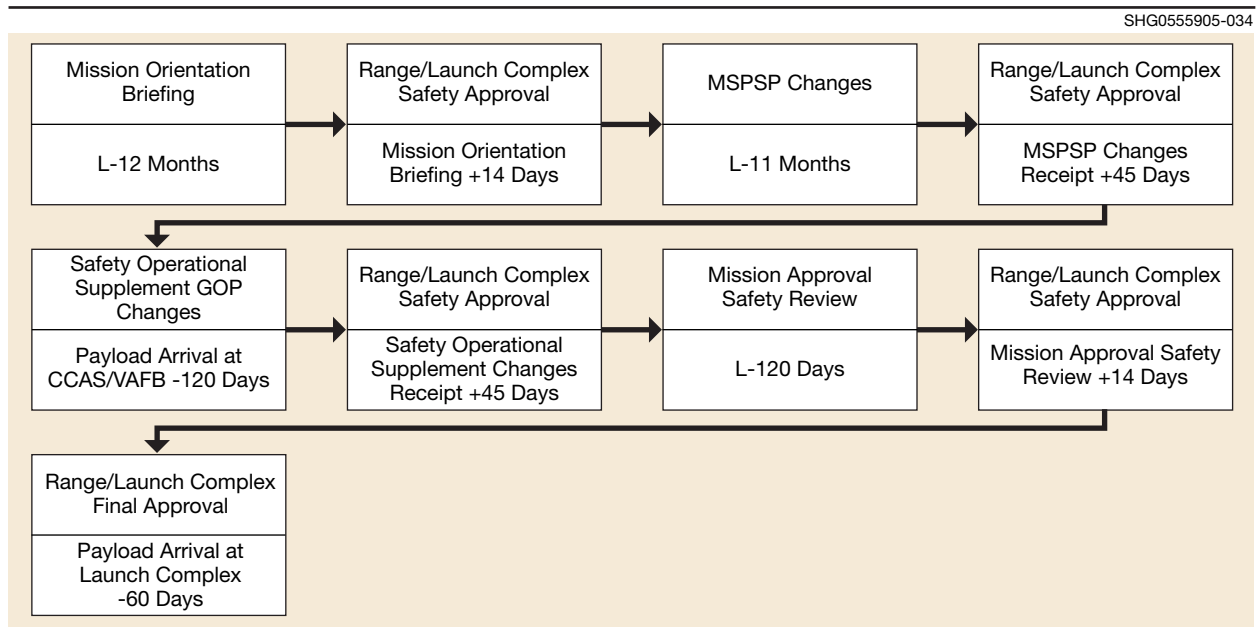 SHG0555905-034
Mission Orientation
Briefing
L-12 Months
Range/Launch Complex
Safety Approval
Mission Orientation
Briefing +14 Days
MSPSP Changes
L-11 Months
Range/Launch Complex
Safety Approval
MSPSP Changes
Receipt +45 Days
Safety Operational
Supplement GOP
Changes
Payload Arrival at
CCAS/VAFB -120 Days
Range/Launch Complex
Safety Approval
Safety Operational
Supplement Changes
Receipt +45 Days
Mission Approval
Safety Review
L-120 Days
Range/Launch Complex
Safety Approval
Mission Approval Safety
Review +14 Days
Range/Launch Complex
Final Approval
Payload Arrival at
Launch Complex
-60 Days